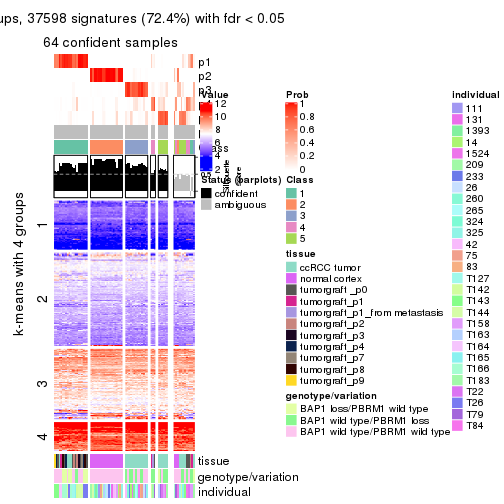 ups, 37598 signatures (72.4%) with fdr < 0.05
64 confident samples
p1
p2
p3
Value
12
10
8
6
4
2
Prob
1
0.8
0.6
0.4
0.2
0
Silhouette
score
Status (barplots)
confident
ambiguous
Class
1
2
3
4
5
tissue
ccRCC tumor
normal cortex
tumorgraft_p0
tumorgraft_p1
tumorgraft_p1_from metastasis
tumorgraft_p2
tumorgraft_p3
tumorgraft_p4
tumorgraft_p7
tumorgraft_p8
tumorgraft_p9
genotype/variation
BAP1 loss/PBRM1 wild type
BAP1 wild type/PBRM1 loss
BAP1 wild type/PBRM1 wild type
individual
111
131
1393
14
1524
209
233
26
260
265
324
325
42
75
83
T127
T142
T143
T144
T158
T163
T164
T165
T166
T183
T22
T26
T79
T84
k-means with 4 groups
1
2
3
4
tissue
genotype/variation
individual